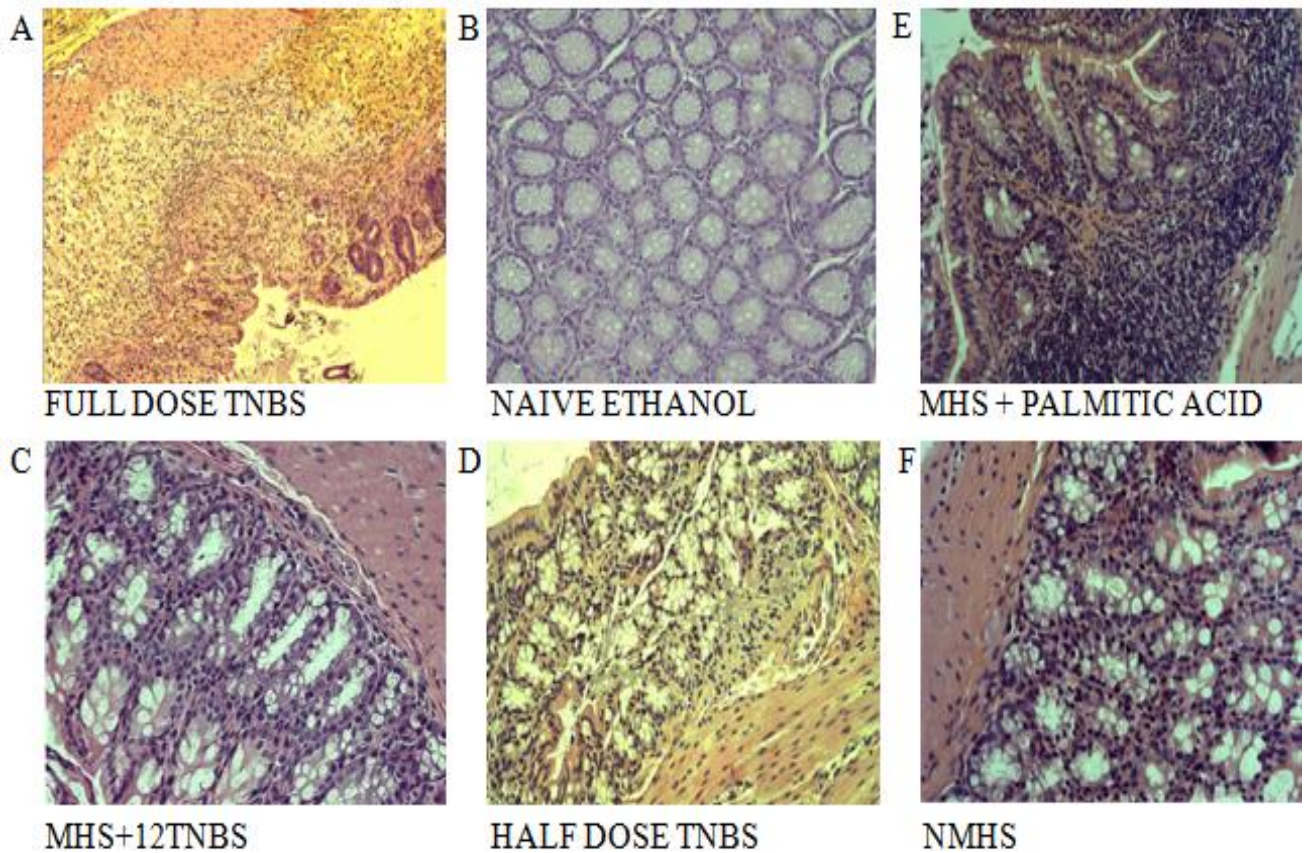 A
B
E
FULL DOSE TNBS
NAIVE ETHANOL
MHS + PALMITIC ACID
C
D
F
MHS+12TNBS
HALF DOSE TNBS
NMHS